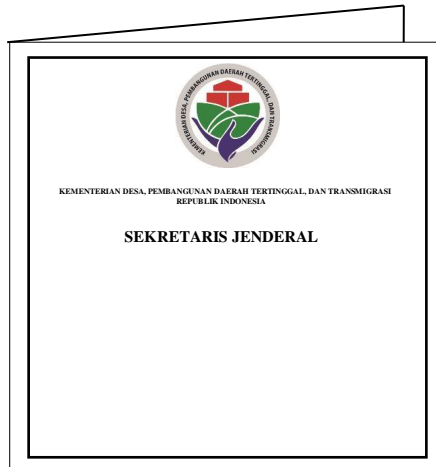 KEMENTERIAN DESA, PEMBANGUNAN DAERAH TERTINGGAL, DAN TRANSMIGRASI
KEMENTERIAN DESA, PEMBANGUNAN DAERAH TERTINGGAL, DAN TRANSMIGRASI
REPUBLIK INDONESIA
SEKRETARIS JENDERAL